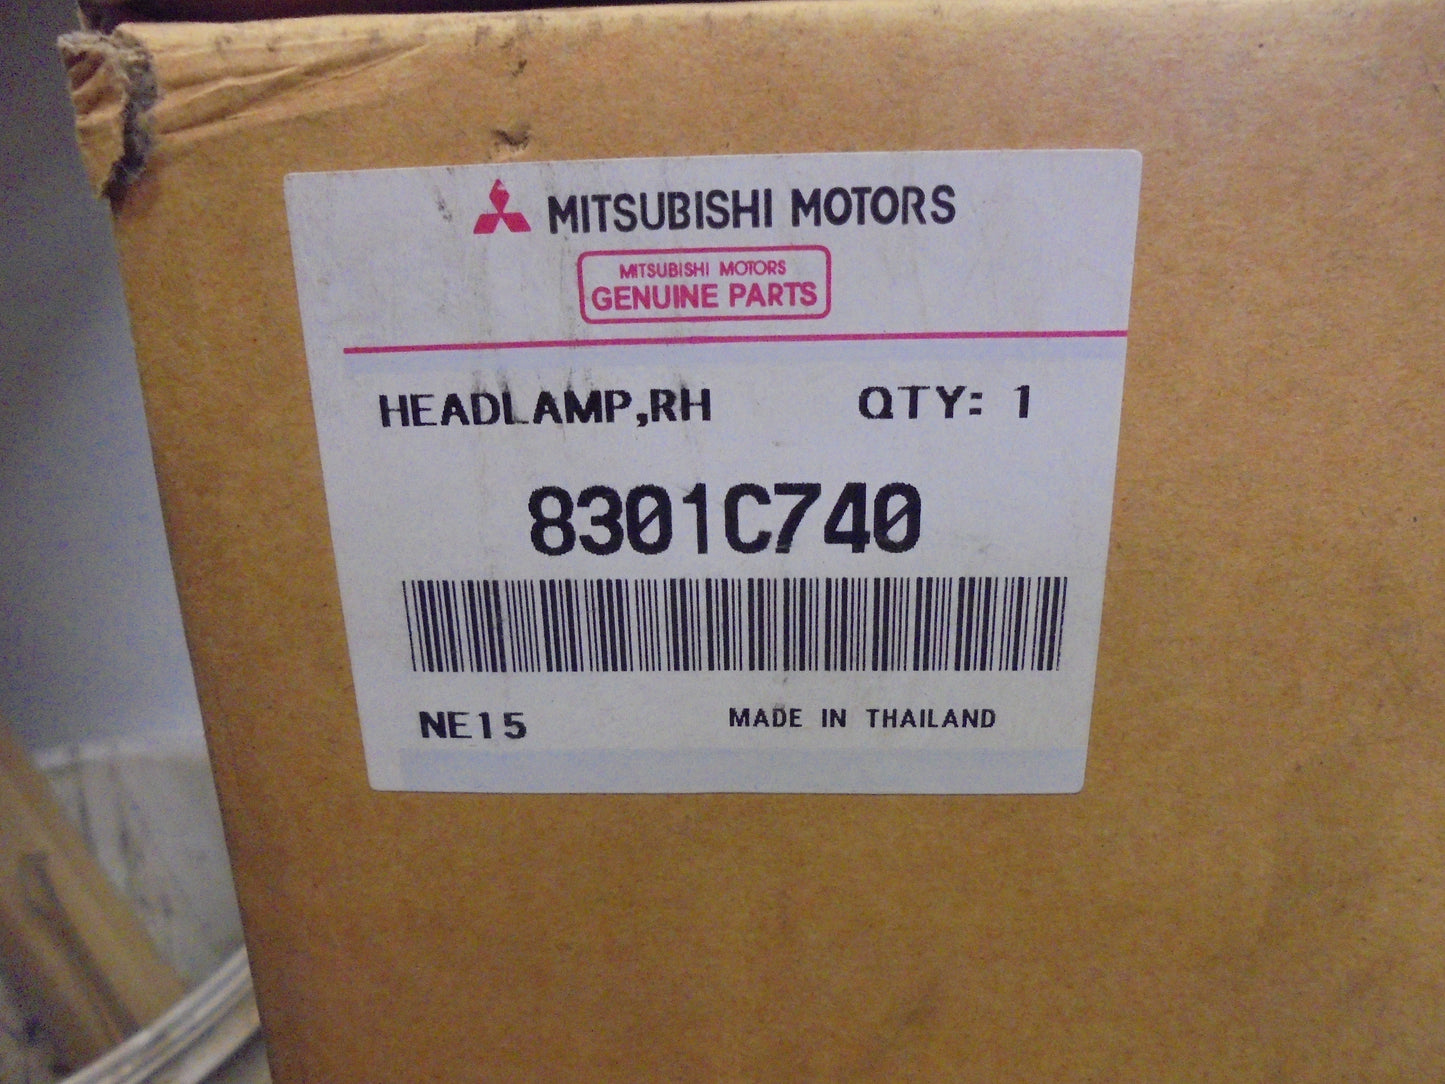 MITSUBISHI MOTORS
MITSUBISHI MOTORS
GENUINE PARTS
HEADLAMP,RH QTY: 1
8301C740
NE15 MADE IN THAILAND